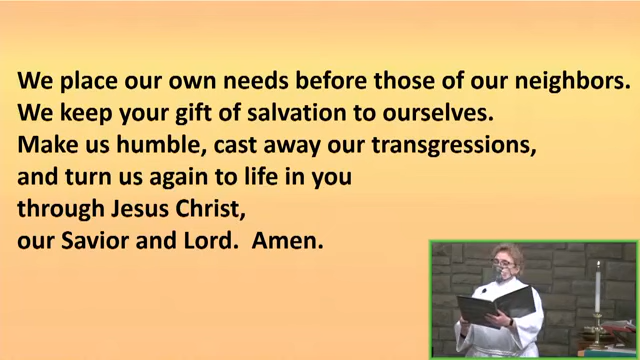 We place our own needs before those of our neighbors.
We keep your gift of salvation to ourselves.
Make us humble, cast away our transgressions,
and turn us again to life in you
through Jesus Christ,
our Savior and Lord.  Amen.